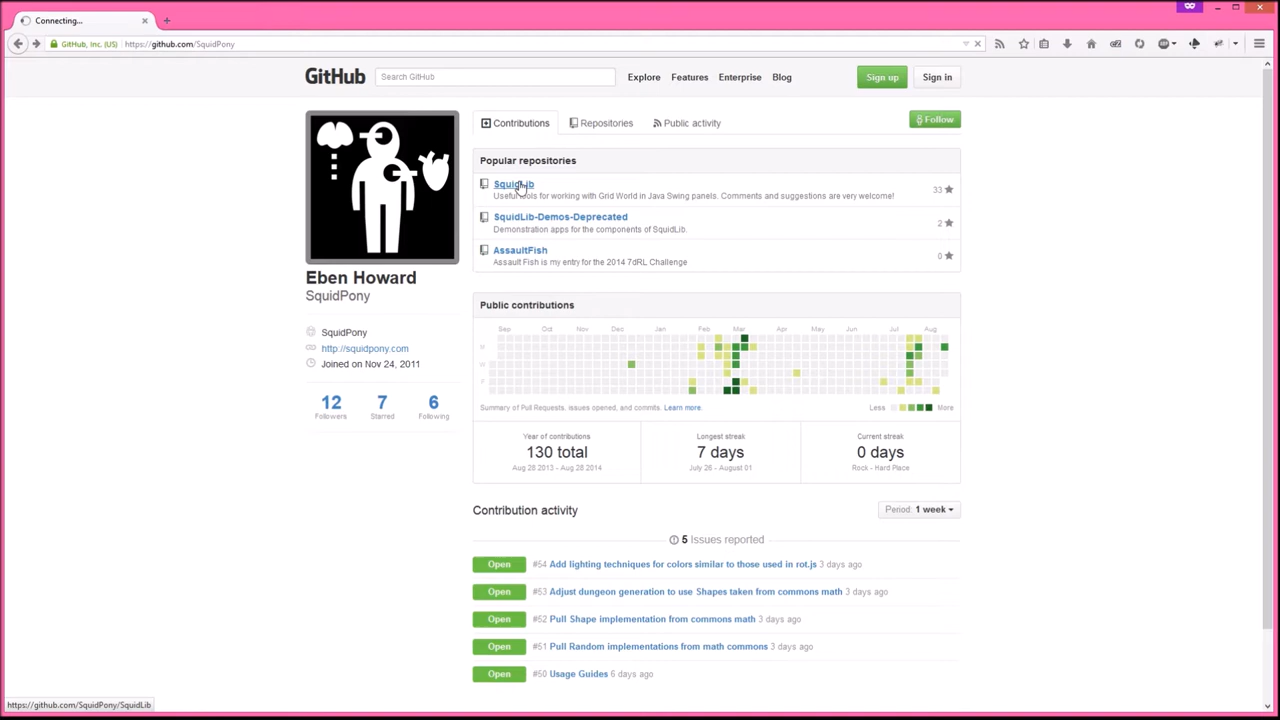 Connecting...
GitHub, Inc. (US) https://github.com/SquidPony
GitHub Search GitHub Explore Features Enterprise Blog Sign up Sign in
Contributions Repositories Public activity Follow
Popular repositories
SquidLib
Useful tools for working with Grid World in Java Swing panels. Comments and suggestions are very welcome! 33
SquidLib-Demos-Deprecated
Demonstration apps for the components of SquidLib. 2
AssaultFish
Assault Fish is my entry for the 2014 7dRL Challenge 0
Eben Howard
SquidPony
SquidPony
http://squidpony.com
Joined on Nov 24, 2011
12 7 6
Followers Starred Following
Public contributions
Sep Oct Nov Dec Jan Feb Mar Apr May Jun Jul Aug
M
W
F
Summary of Pull Requests, issues opened, and commits. Learn more. Less More
Year of contributions Longest streak Current streak
130 total 7 days 0 days
Aug 28 2013 - Aug 28 2014 July 26 - August 01 Rock - Hard Place
Contribution activity Period: 1 week
5 Issues reported
Open #54 Add lighting techniques for colors similar to those used in rot.js 3 days ago
Open #53 Adjust dungeon generation to use Shapes taken from commons math 3 days ago
Open #52 Pull Shape implementation from commons math 3 days ago
Open #51 Pull Random implementations from math commons 3 days ago
Open #50 Usage Guides 6 days ago
https://github.com/SquidPony/SquidLib